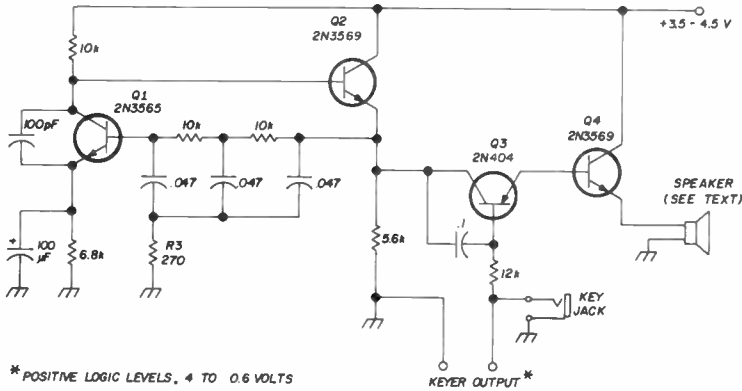 Q2
2N3569
+3.5 - 4.5 V
10k
Q1
2N3565
Q4
2N3569
100pF
10k
10k
Q3
2N404
SPEAKER
(SEE TEXT)
.047
.047
.047
.1
+
100
μF
6.8k
R3
270
5.6k
12k
KEY
JACK
* POSITIVE LOGIC LEVELS, 4 TO 0.6 VOLTS
KEYER OUTPUT *